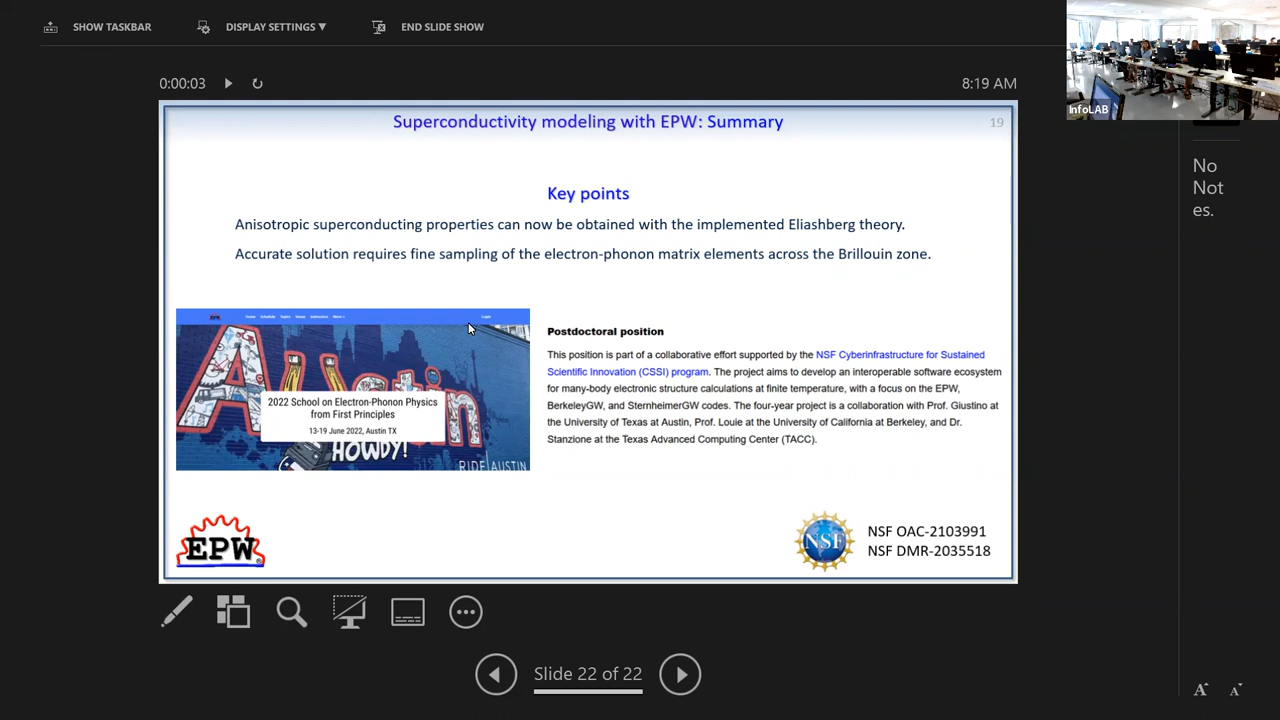 SHOW TASKBAR
DISPLAY SETTINGS ▼
END SLIDE SHOW
InfoLAB
0:00:03
8:19 AM
Superconductivity modeling with EPW: Summary
19
Key points
Anisotropic superconducting properties can now be obtained with the implemented Eliashberg theory.
Accurate solution requires fine sampling of the electron-phonon matrix elements across the Brillouin zone.
Home Schedule Topics Venue Instructors More
Login
Austin
2022 School on Electron-Phonon Physics
from First Principles
13-19 June 2022, Austin TX
HOWDY!
RIDE AUSTIN
Postdoctoral position
This position is part of a collaborative effort supported by the NSF Cyberinfrastructure for Sustained
Scientific Innovation (CSSI) program. The project aims to develop an interoperable software ecosystem
for many-body electronic structure calculations at finite temperature, with a focus on the EPW,
BerkeleyGW, and SternheimerGW codes. The four-year project is a collaboration with Prof. Giustino at
the University of Texas at Austin, Prof. Louie at the University of California at Berkeley, and Dr.
Stanzione at the Texas Advanced Computing Center (TACC).
EPW
NSF
NSF OAC-2103991
NSF DMR-2035518
Slide 22 of 22
No
Not
es.
A
A